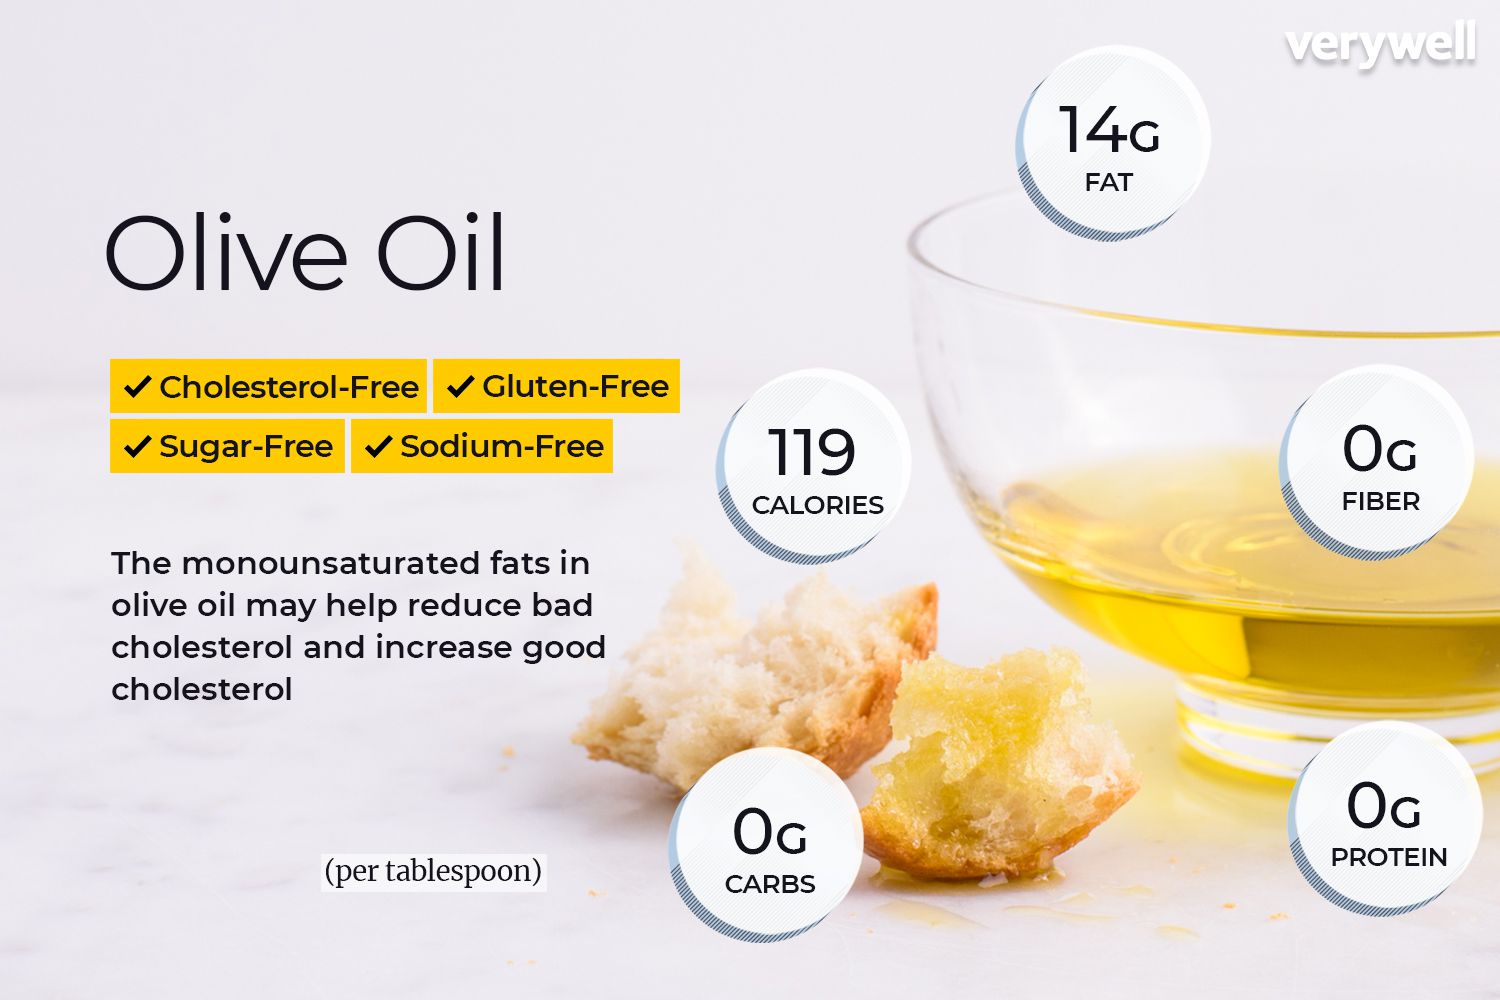 verywell
14G
FAT
Olive Oil
✓ Cholesterol-Free ✓ Gluten-Free
✓ Sugar-Free ✓ Sodium-Free
119
CALORIES
0G
FIBER
The monounsaturated fats in
olive oil may help reduce bad
cholesterol and increase good
cholesterol
0G
CARBS
0G
PROTEIN
(per tablespoon)